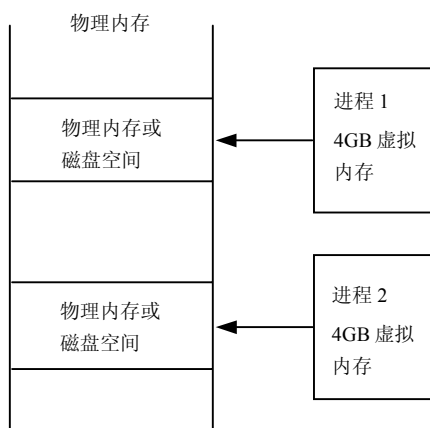 物理内存
物理内存或
磁盘空间
进程 1
4GB 虚拟
内存
物理内存或
磁盘空间
进程 2
4GB 虚拟
内存